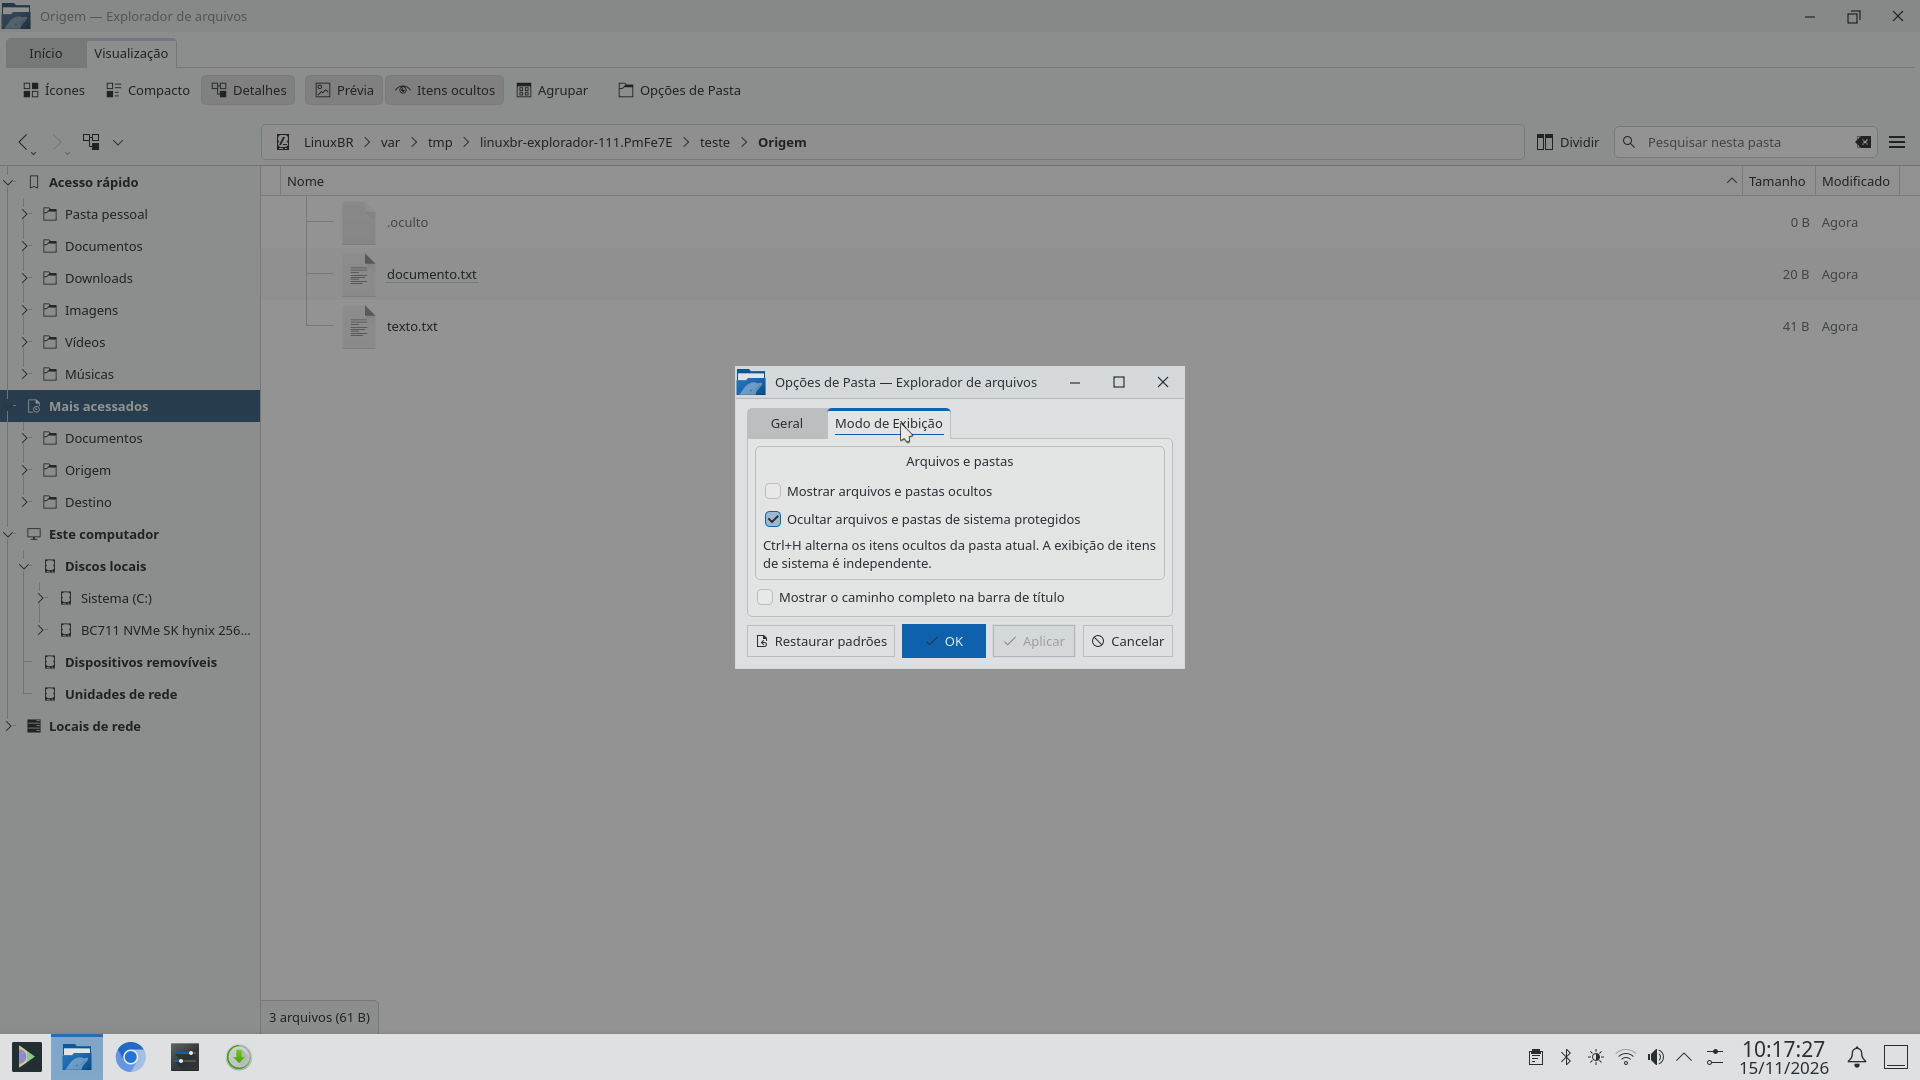 Origem — Explorador de arquivos
Início
Visualização
Ícones
Compacto
Detalhes
Prévia
Itens ocultos
Agrupar
Opções de Pasta
LinuxBR
var
tmp
linuxbr-explorador-111.PmFe7E
teste
Origem
Dividir
Pesquisar nesta pasta
Acesso rápido
Pasta pessoal
Documentos
Downloads
Imagens
Vídeos
Músicas
Mais acessados
Documentos
Origem
Destino
Este computador
Discos locais
Sistema (C:)
BC711 NVMe SK hynix 256...
Dispositivos removíveis
Unidades de rede
Locais de rede
Nome
Tamanho
Modificado
.oculto
0 B
Agora
documento.txt
20 B
Agora
texto.txt
41 B
Agora
Opções de Pasta — Explorador de arquivos
Geral
Modo de Exibição
Arquivos e pastas
Mostrar arquivos e pastas ocultos
Ocultar arquivos e pastas de sistema protegidos
Ctrl+H alterna os itens ocultos da pasta atual. A exibição de itens
de sistema é independente.
Mostrar o caminho completo na barra de título
Restaurar padrões
OK
Aplicar
Cancelar
3 arquivos (61 B)
10:17:27
15/11/2026